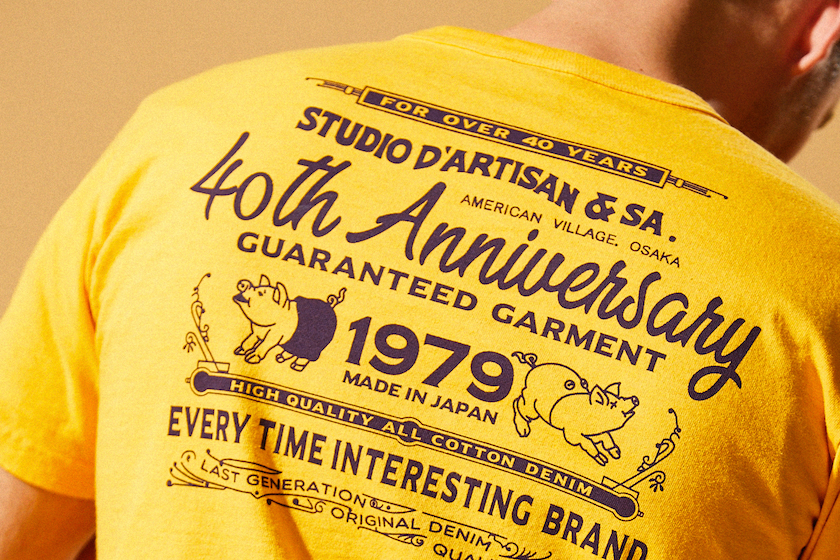 FOR OVER 40 YEARS
STUDIO D'ARTISAN & SA.
AMERICAN VILLAGE. OSAKA
40th Anniversary
GUARANTEED GARMENT
1979
MADE IN JAPAN
HIGH QUALITY ALL COTTON DENIM
EVERY TIME INTERESTING BRAND
LAST GENERATION
ORIGINAL DENIM